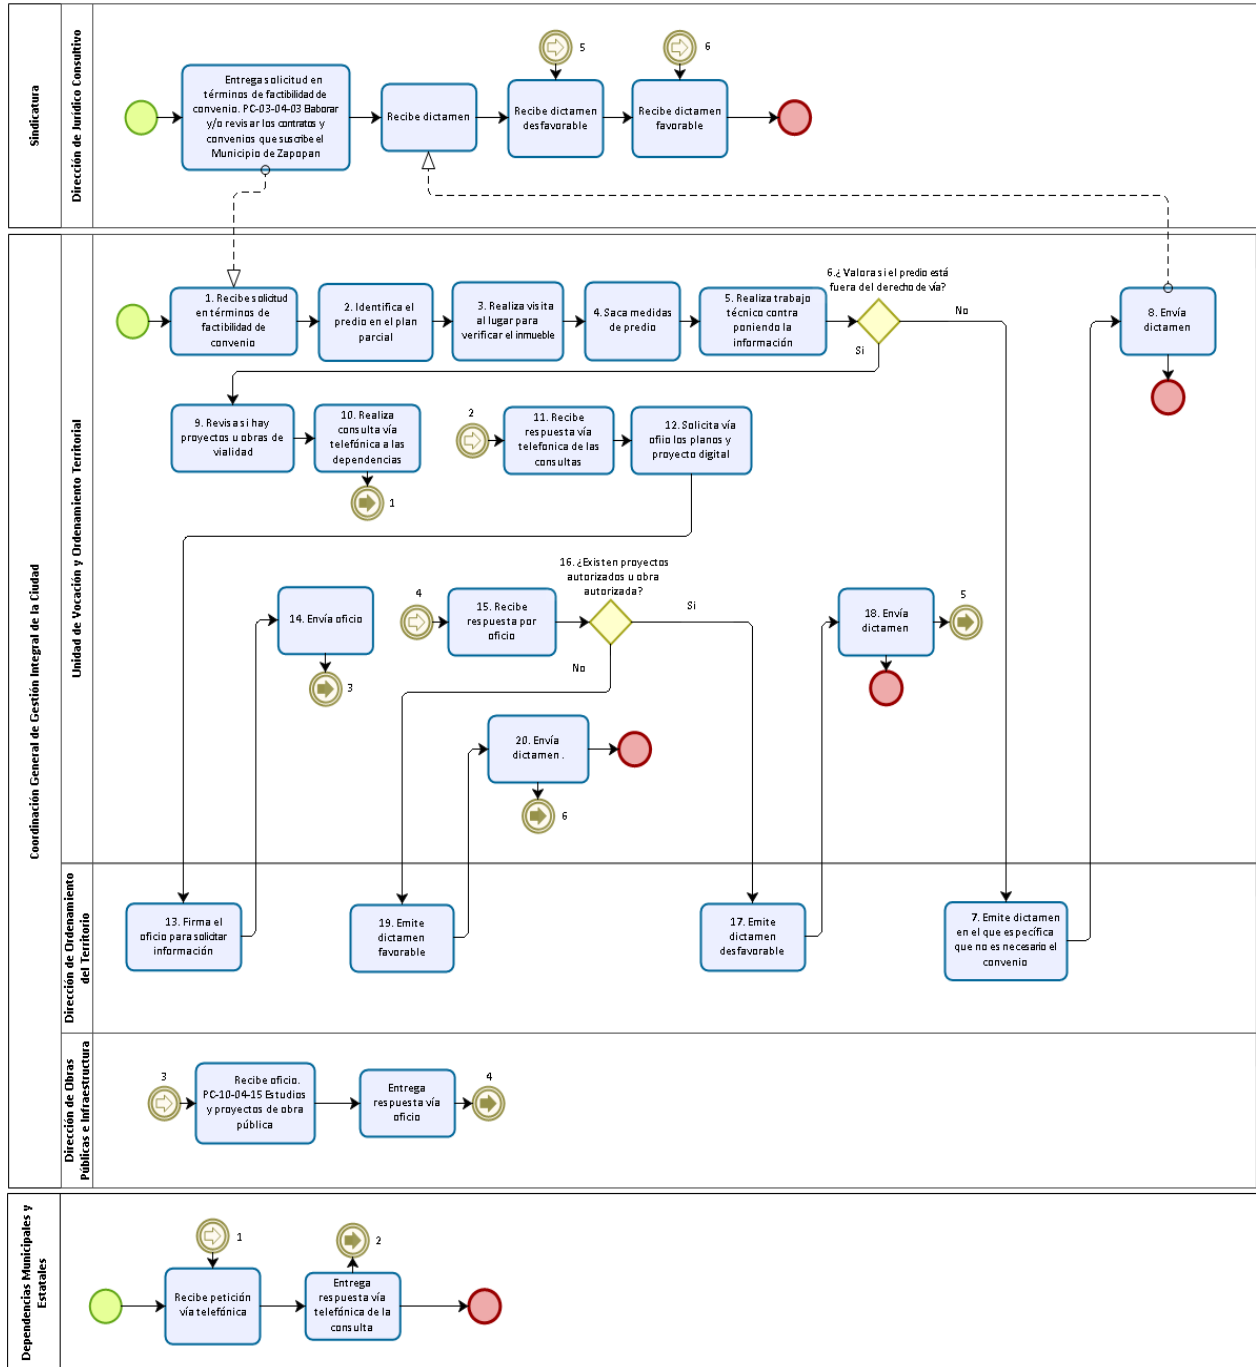 Sindicatura
Dirección de Jurídico Consultivo
Entrega solicitud en
términos de factibilidad de
convenio. PC-03-04-03 Elaborar
y/o revisar los contratos y
convenios que suscribe el
Municipio de Zapopan
Recibe dictamen
5
Recibe dictamen
desfavorable
6
Recibe dictamen
favorable
Coordinación General de Gestión Integral de la Ciudad
Unidad de Vocación y Ordenamiento Territorial
1. Recibe solicitud
en términos de
factibilidad de
convenio
2. Identifica el
predio en el plan
parcial
3. Realiza visita
al lugar para
verificar el inmueble
4. Saca medidas
de predio
5. Realiza trabajo
técnico contra
poniendo la
información
6.¿Valora si el predio está
fuera del derecho de vía?
No
Si
8. Envía
dictamen
9. Revisa si hay
proyectos u obras de
vialidad
10. Realiza
consulta vía
telefónica a las
dependencias
1
2
11. Recibe
respuesta vía
telefonica de las
consultas
12. Solicita vía
ofiio los planos y
proyecto digital
14. Envía oficio
3
4
15. Recibe
respuesta por
oficio
16. ¿Existen proyectos
autorizados u obra
autorizada?
Si
No
18. Envía
dictamen
5
20. Envía
dictamen .
6
Dirección de Ordenamiento
del Territorio
13. Firma el
oficio para solicitar
información
19. Emite
dictamen
favorable
17. Emite
dictamen
desfavorable
7. Emite dictamen
en el que específica
que no es necesario el
convenio
Dirección de Obras
Públicas e Infraestructura
3
Recibe oficio.
PC-10-04-15 Estudios
y proyectos de obra
pública
Entrega
respuesta vía
oficio
4
Dependencias Municipales y
Estatales
1
Recibe petición
vía telefónica
2
Entrega
respuesta vía
telefónica de la
consulta